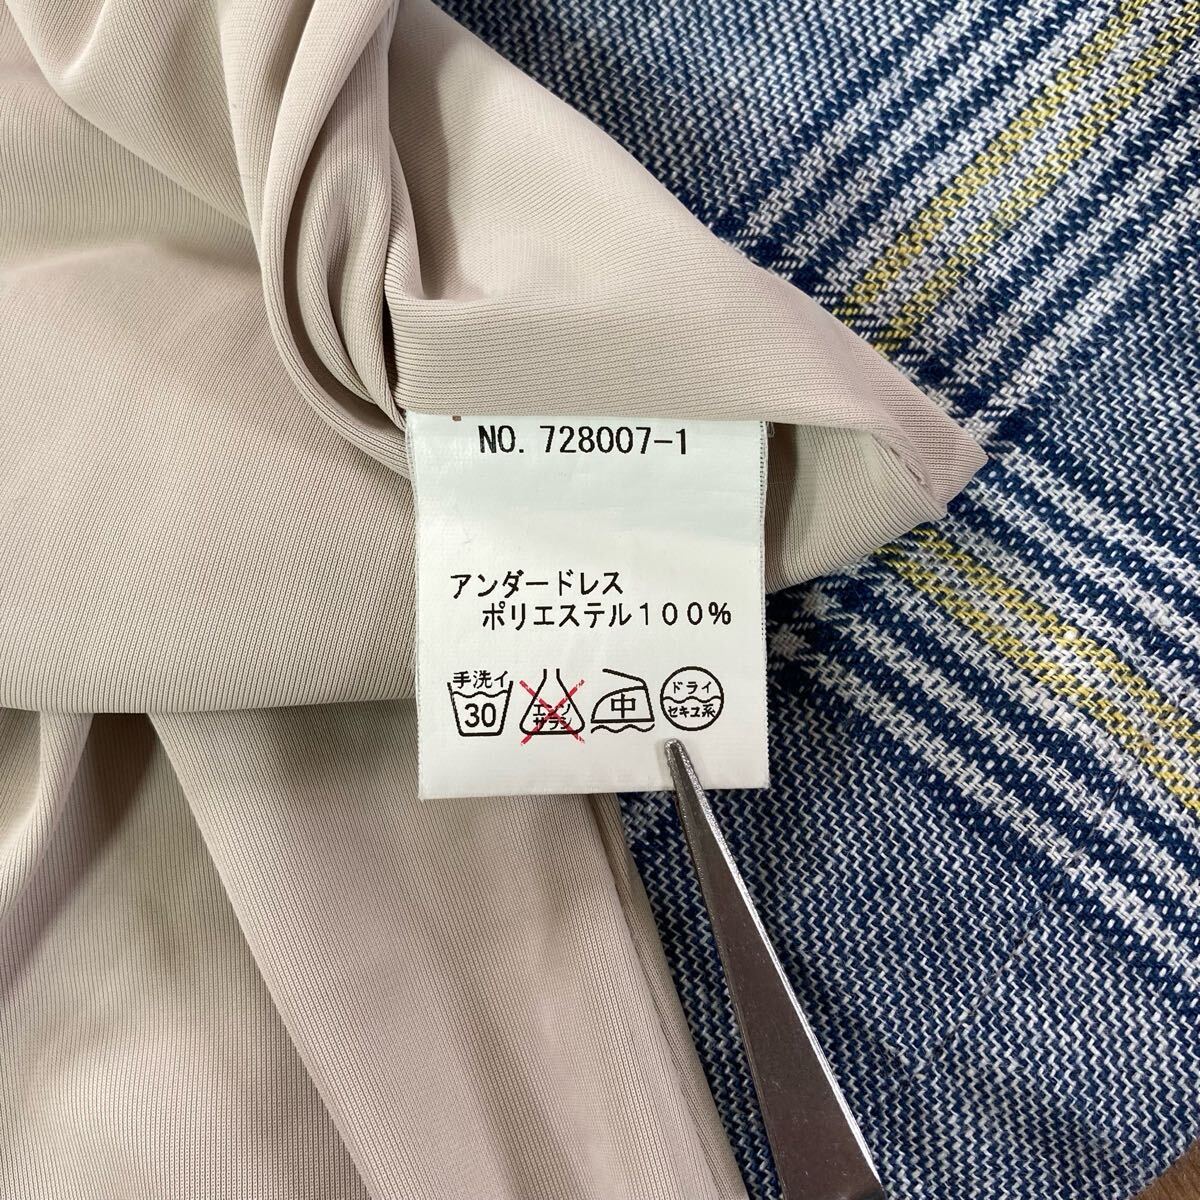 NO. 728007-1
アンダードレス
ポリエステル100%
手洗イ
30
エンソ
サラシ
中
ドライ
セキユ系